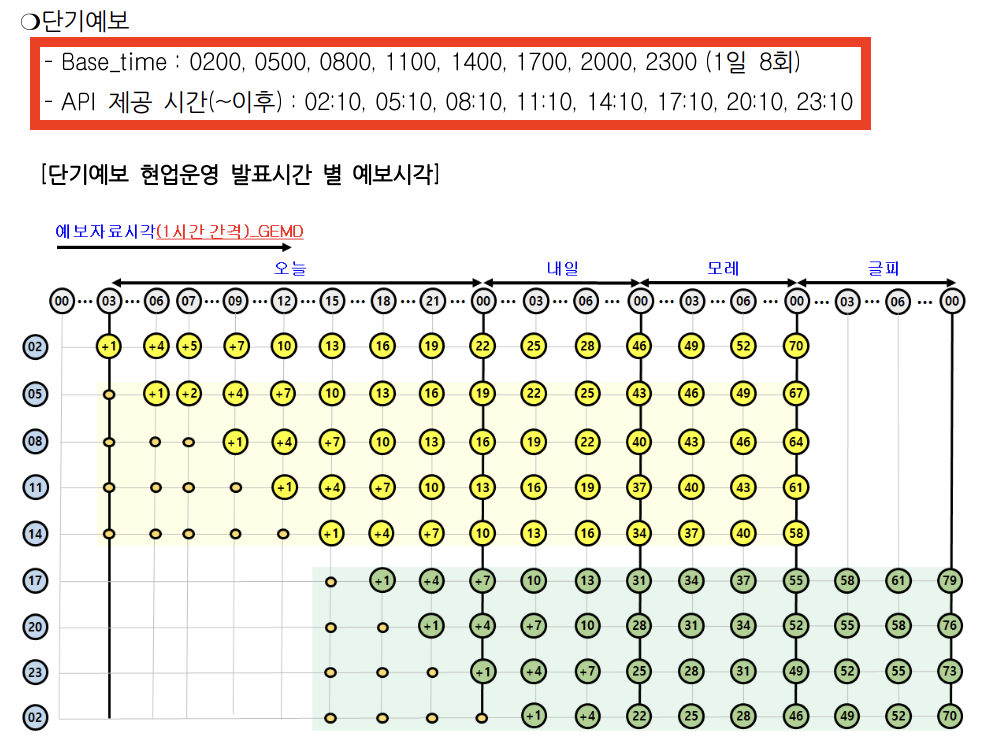 ❍단기예보
- Base_time : 0200, 0500, 0800, 1100, 1400, 1700, 2000, 2300 (1일 8회)
- API 제공 시간(~이후) : 02:10, 05:10, 08:10, 11:10, 14:10, 17:10, 20:10, 23:10
[단기예보 현업운영 발표시간 별 예보시각]
예보자료시각(1시간 간격)_GEMD
오늘 내일 모레 글피
00 ··· 03 ··· 06 07 ··· 09 ··· 12 ··· 15 ··· 18 ··· 21 ··· 00 ··· 03 ··· 06 ··· 00 ··· 03 ··· 06 ··· 00 ··· 03 ··· 06 ··· 00
02 +1 +4 +5 +7 10 13 16 19 22 25 28 46 49 52 70
05 +1 +2 +4 +7 10 13 16 19 22 25 43 46 49 67
08 +1 +4 +7 10 13 16 19 22 40 43 46 64
11 +1 +4 +7 10 13 16 19 37 40 43 61
14 +1 +4 +7 10 13 16 34 37 40 58
17 +1 +4 +7 10 13 31 34 37 55 58 61 79
20 +1 +4 +7 10 28 31 34 52 55 58 76
23 +1 +4 +7 25 28 31 49 52 55 73
02 +1 +4 22 25 28 46 49 52 70